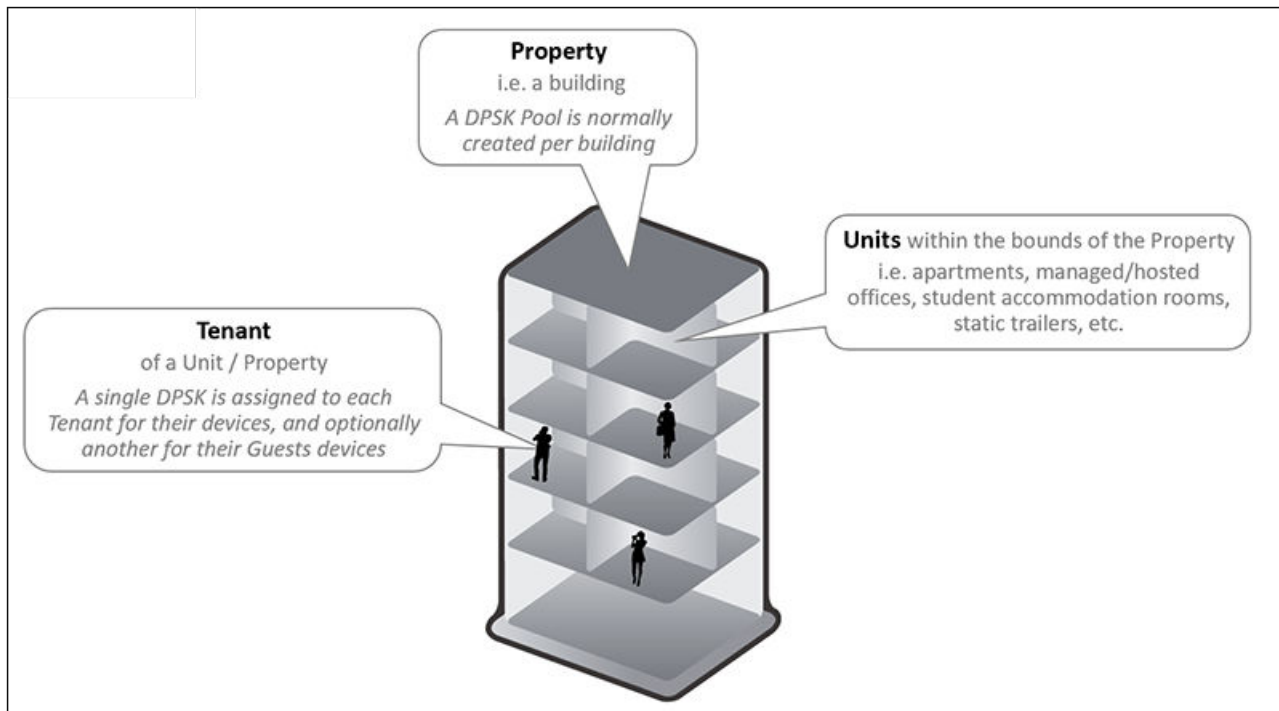 Property
i.e. a building
A DPSK Pool is normally
created per building
Units within the bounds of the Property
i.e. apartments, managed/hosted
offices, student accommodation rooms,
static trailers, etc.
Tenant
of a Unit / Property
A single DPSK is assigned to each
Tenant for their devices, and optionally
another for their Guests devices